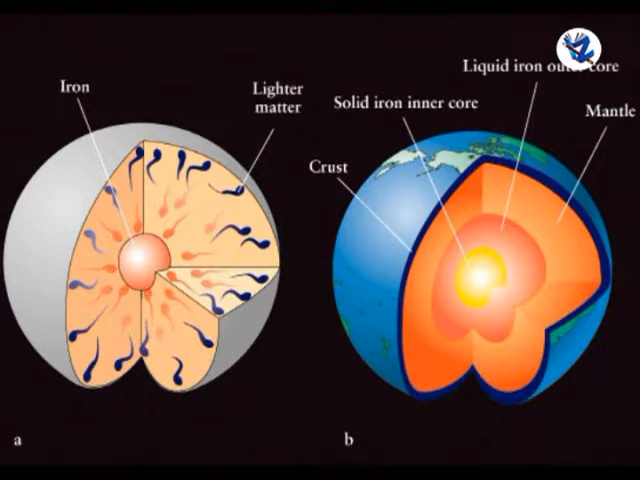 Iron
Lighter
matter
Liquid iron outer core
Solid iron inner core
Mantle
Crust
a
b